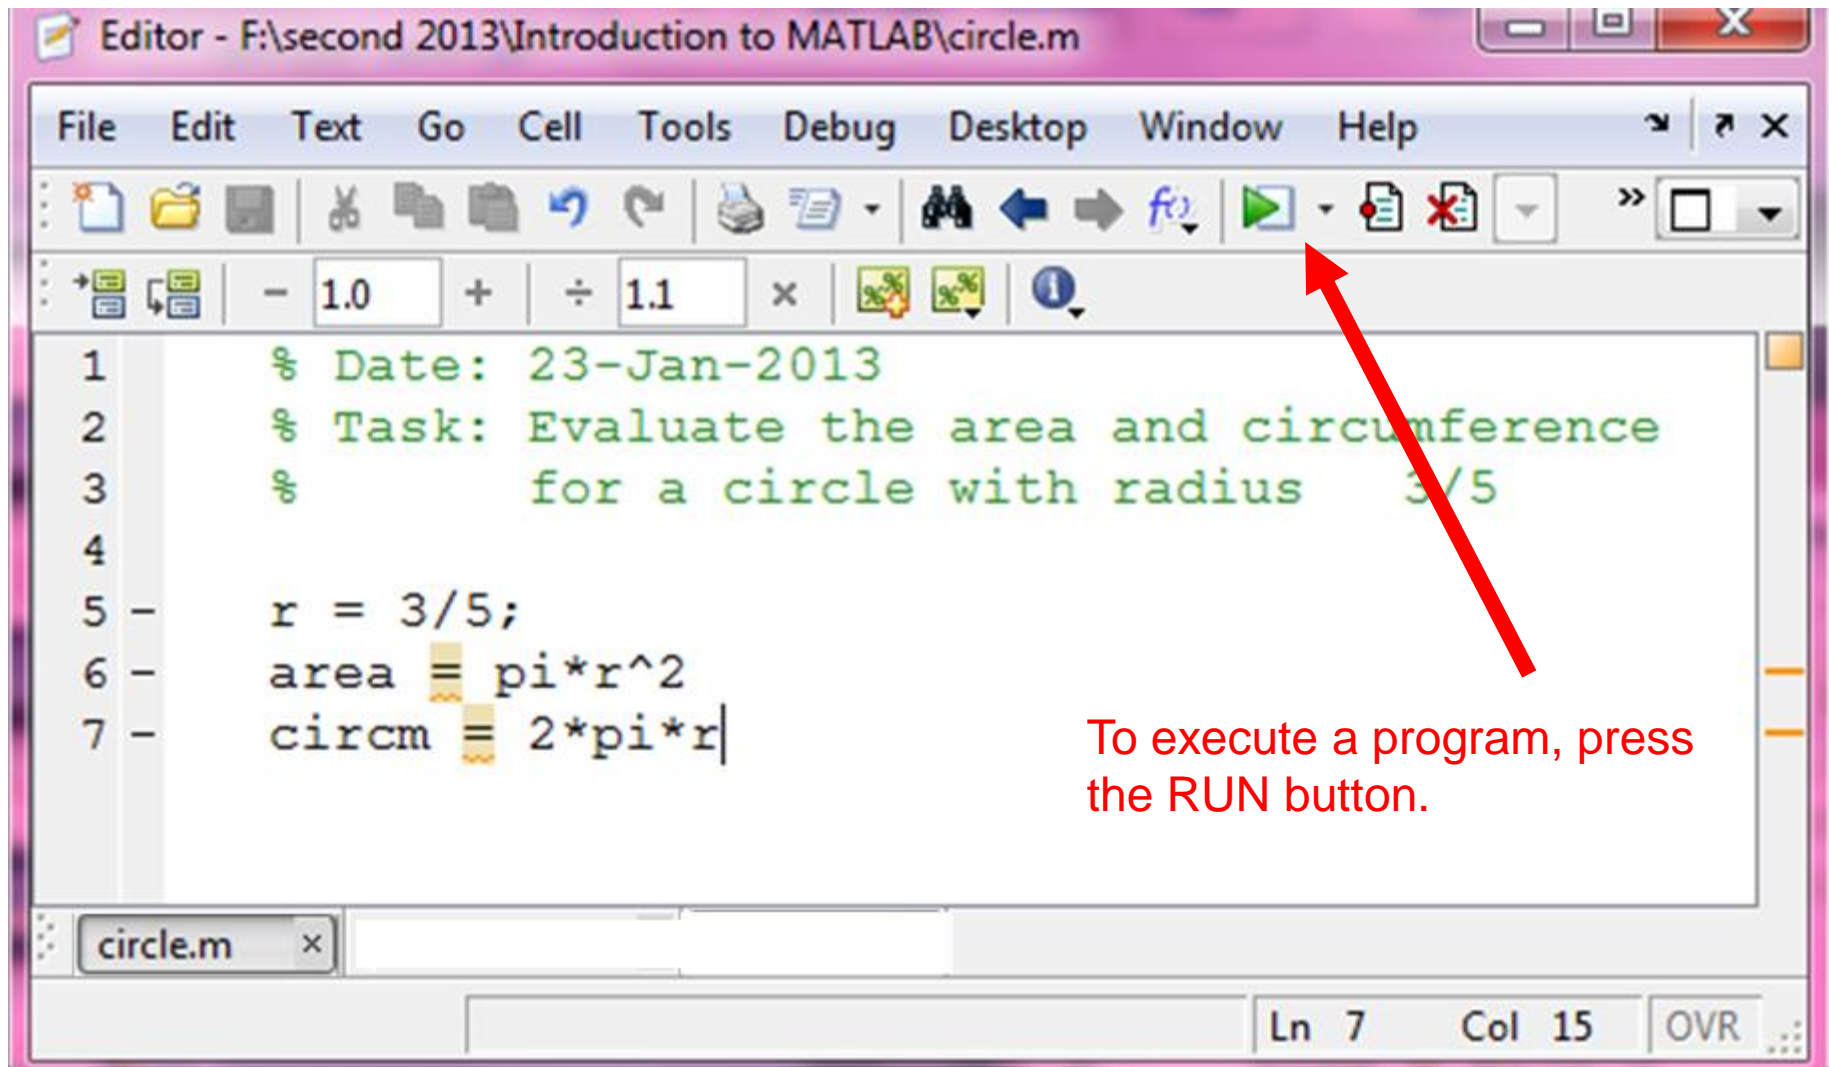 Editor - F:\second 2013\Introduction to MATLAB\circle.m
File Edit Text Go Cell Tools Debug Desktop Window Help
1.0
1.1
1 % Date: 23-Jan-2013
2 % Task: Evaluate the area and circumference
3 % for a circle with radius 3/5
4
5 - r = 3/5;
6 - area = pi*r^2
7 - circm = 2*pi*r
To execute a program, press
the RUN button.
circle.m
Ln 7 Col 15 OVR